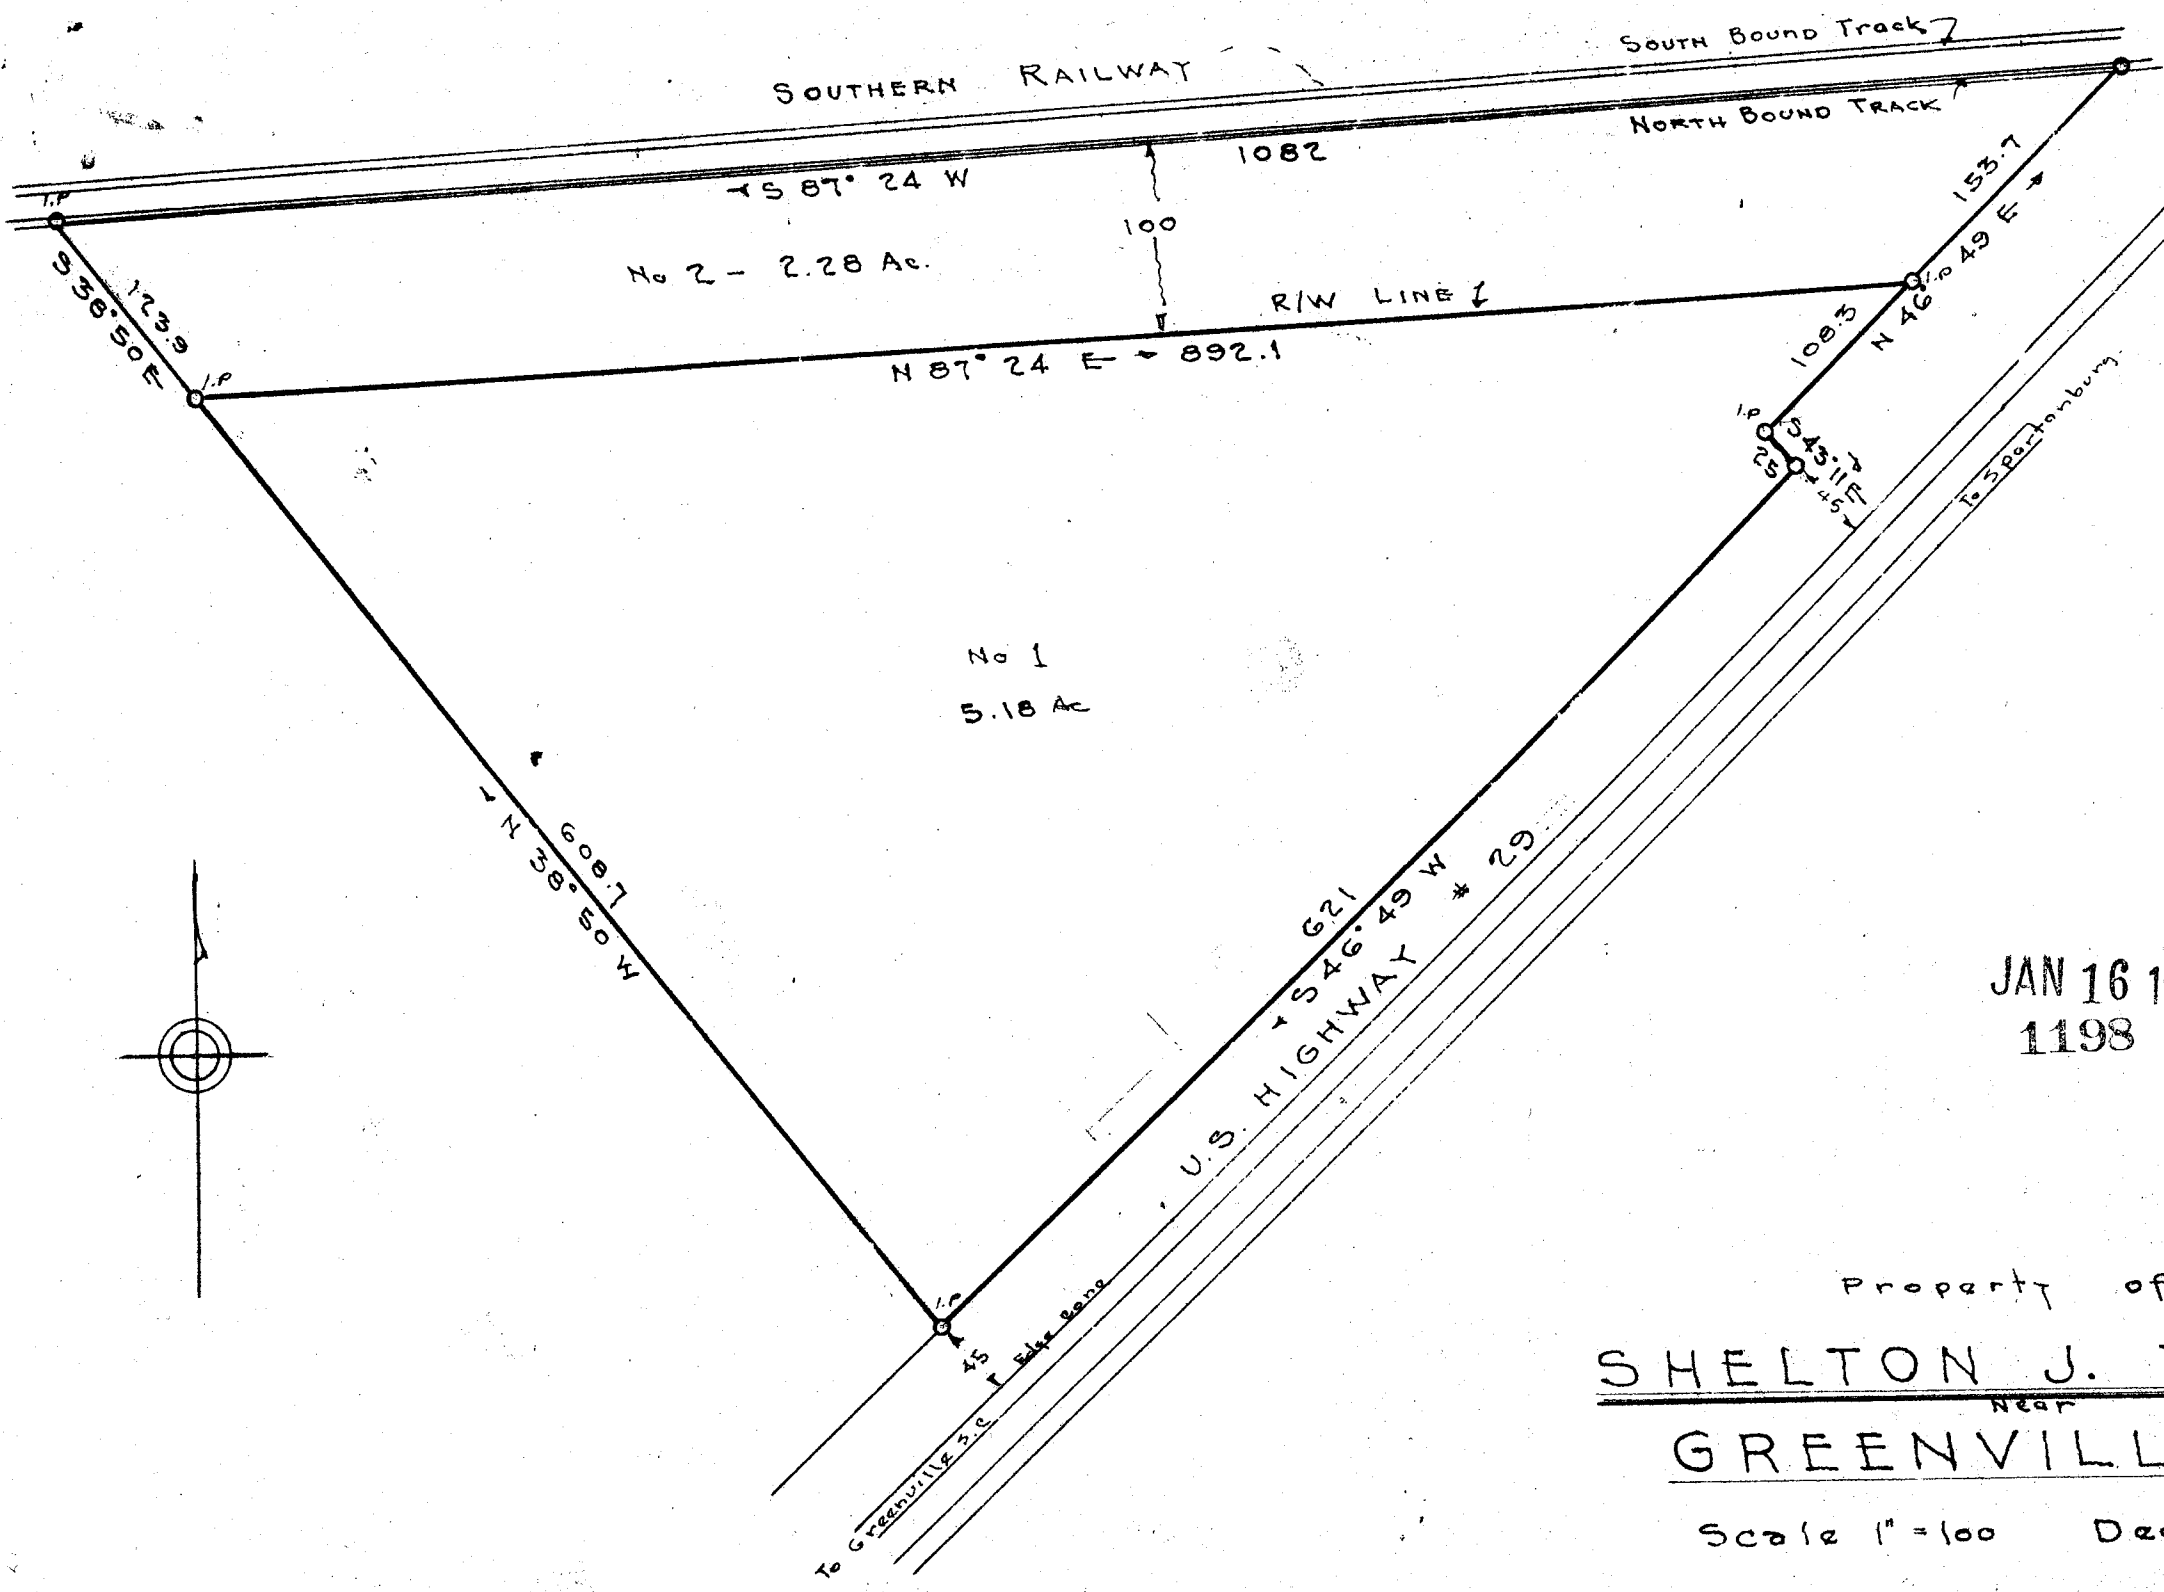 SOUTH BOUND Track
SOUTHERN RAILWAY
NORTH BOUND TRACK
1082
S 87° 24 W
I.P
100
153.7
No 2 - 2.28 Ac.
123.9
S 38° 50 E
R/W LINE
I.P
N 46° 49 E
108.3
N 87° 24 E - 892.1
I.P
I.P
S 43° 11 E
25
45
To Spartanburg
No 1
5.18 Ac
608.7
N 38° 50 W
621
S 46° 49 W
U.S. HIGHWAY # 29
JAN 16 1
1198
I.P
45
Edge Conc
To Greenville S.C
Property of
SHELTON J.
Near
GREENVILL
Scale 1" = 100 Dec